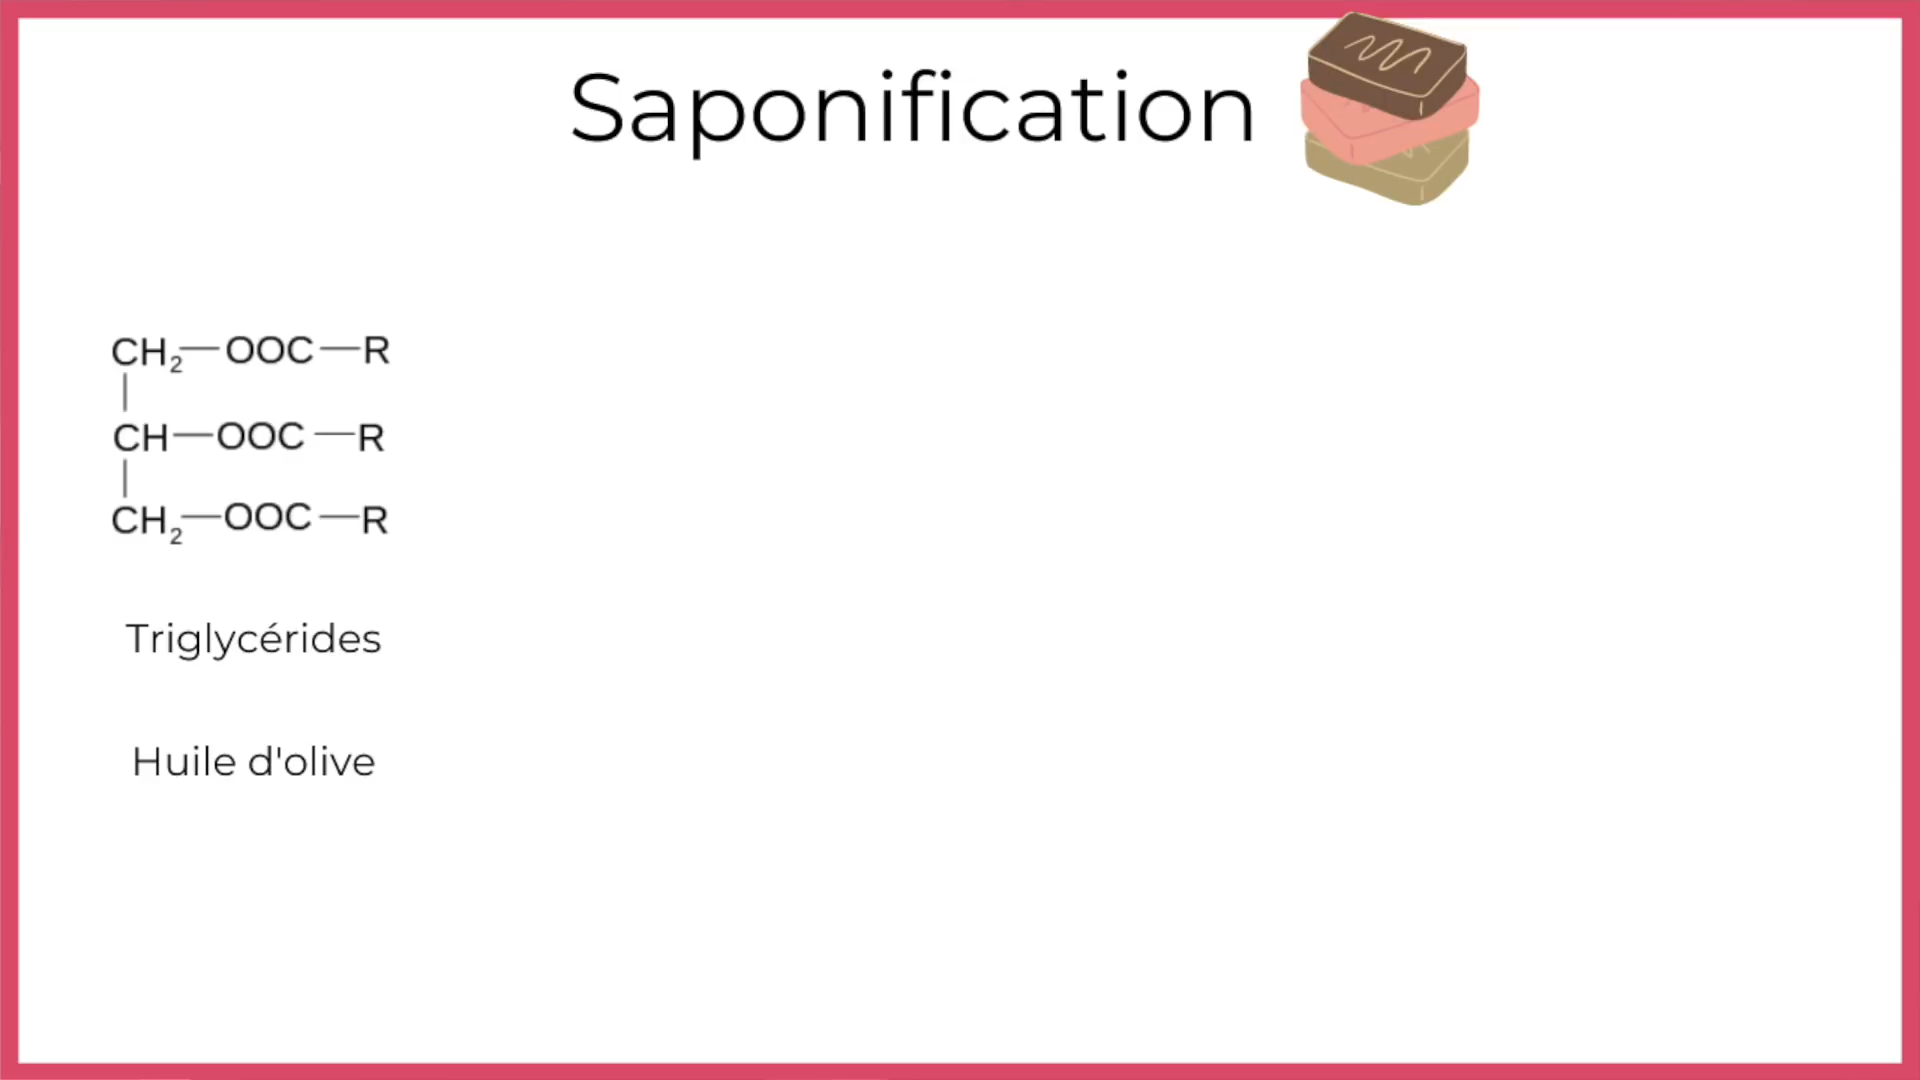 Saponification
CH₂—OOC—R
CH—OOC—R
CH₂—OOC—R
Triglycérides
Huile d'olive